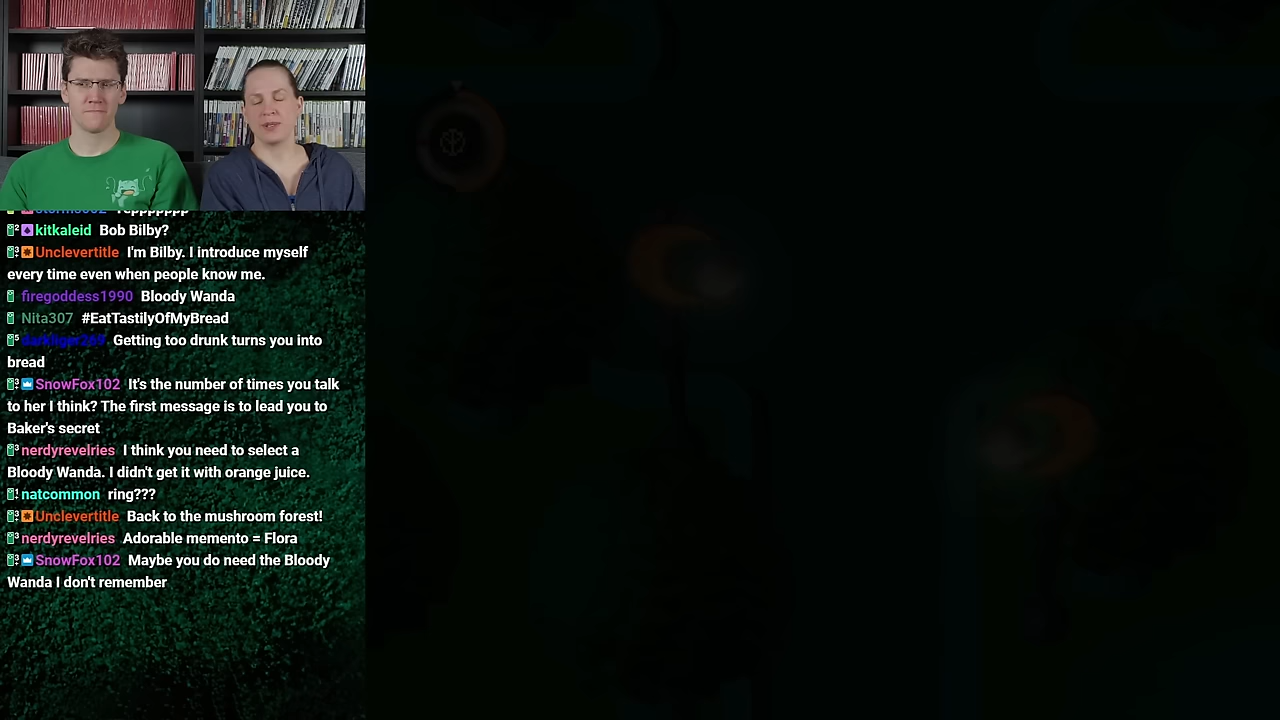 kitkaleid Bob Bilby?
Unclevertitle I'm Bilby. I introduce myself
every time even when people know me.
firegoddess1990 Bloody Wanda
Nita307 #EatTastilyOfMyBread
Getting too drunk turns you into
bread
SnowFox102 It's the number of times you talk
to her I think? The first message is to lead you to
Baker's secret
nerdyrevelries I think you need to select a
Bloody Wanda. I didn't get it with orange juice.
natcommon ring???
Unclevertitle Back to the mushroom forest!
nerdyrevelries Adorable memento = Flora
SnowFox102 Maybe you do need the Bloody
Wanda I don't remember